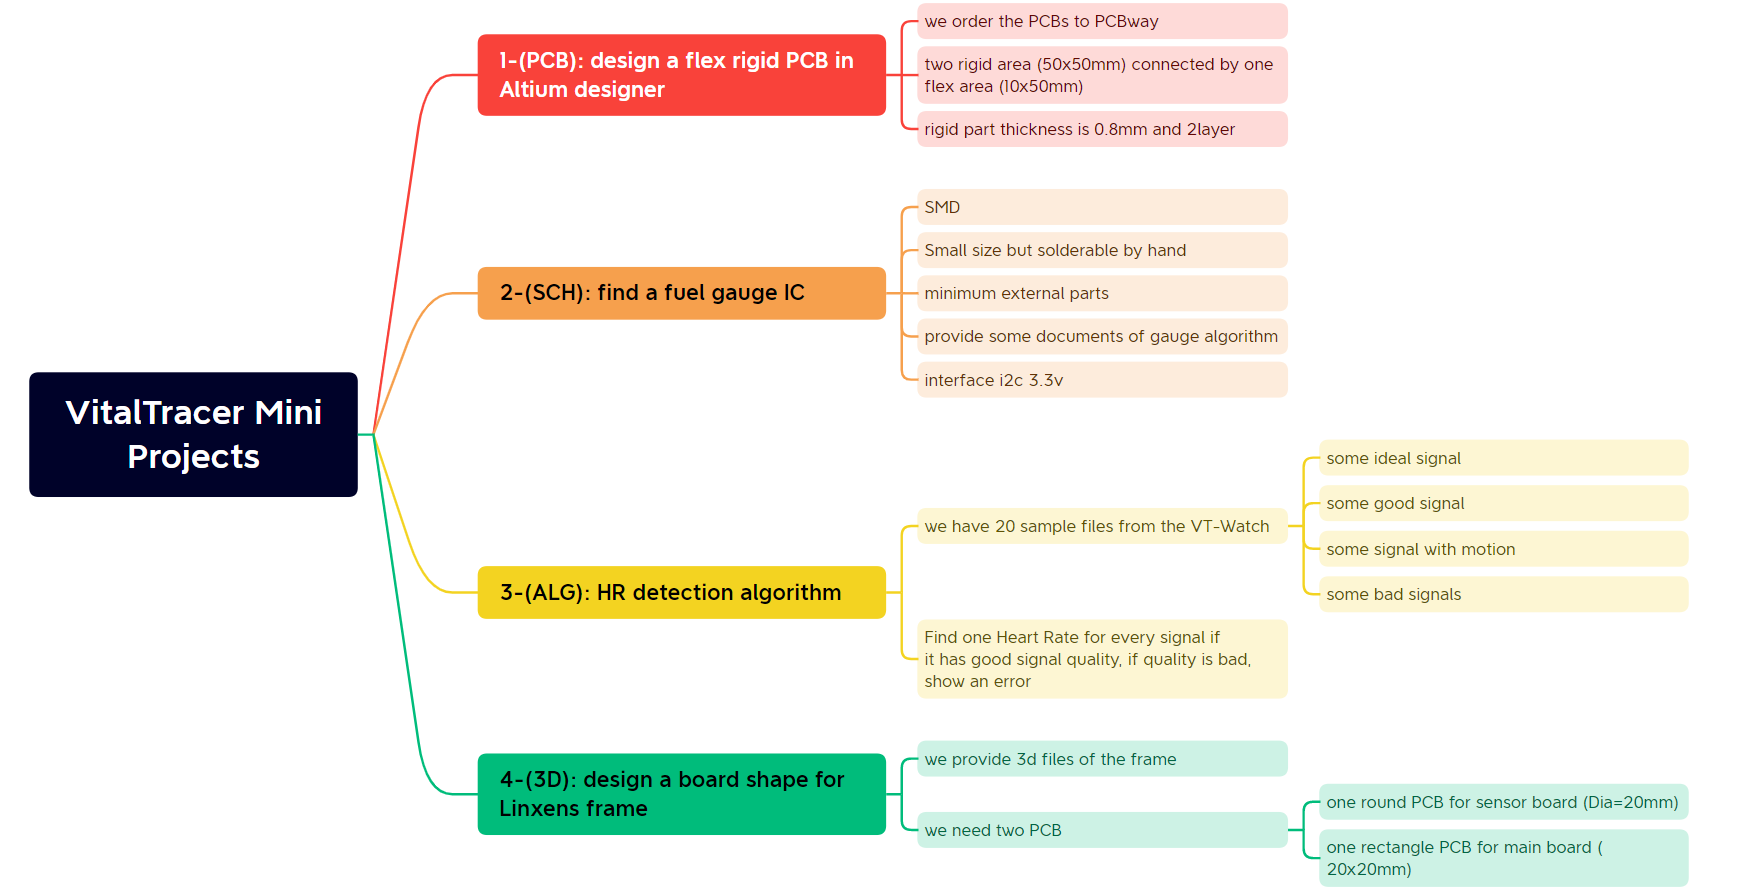 VitalTracer Mini
Projects
1-(PCB): design a flex rigid PCB in
Altium designer
we order the PCBs to PCBway
two rigid area (50x50mm) connected by one
flex area (10x50mm)
rigid part thickness is 0.8mm and 2layer
2-(SCH): find a fuel gauge IC
SMD
Small size but solderable by hand
minimum external parts
provide some documents of gauge algorithm
interface i2c 3.3v
3-(ALG): HR detection algorithm
we have 20 sample files from the VT-Watch
some ideal signal
some good signal
some signal with motion
some bad signals
Find one Heart Rate for every signal if
it has good signal quality, if quality is bad,
show an error
4-(3D): design a board shape for
Linxens frame
we provide 3d files of the frame
we need two PCB
one round PCB for sensor board (Dia=20mm)
one rectangle PCB for main board (
20x20mm)